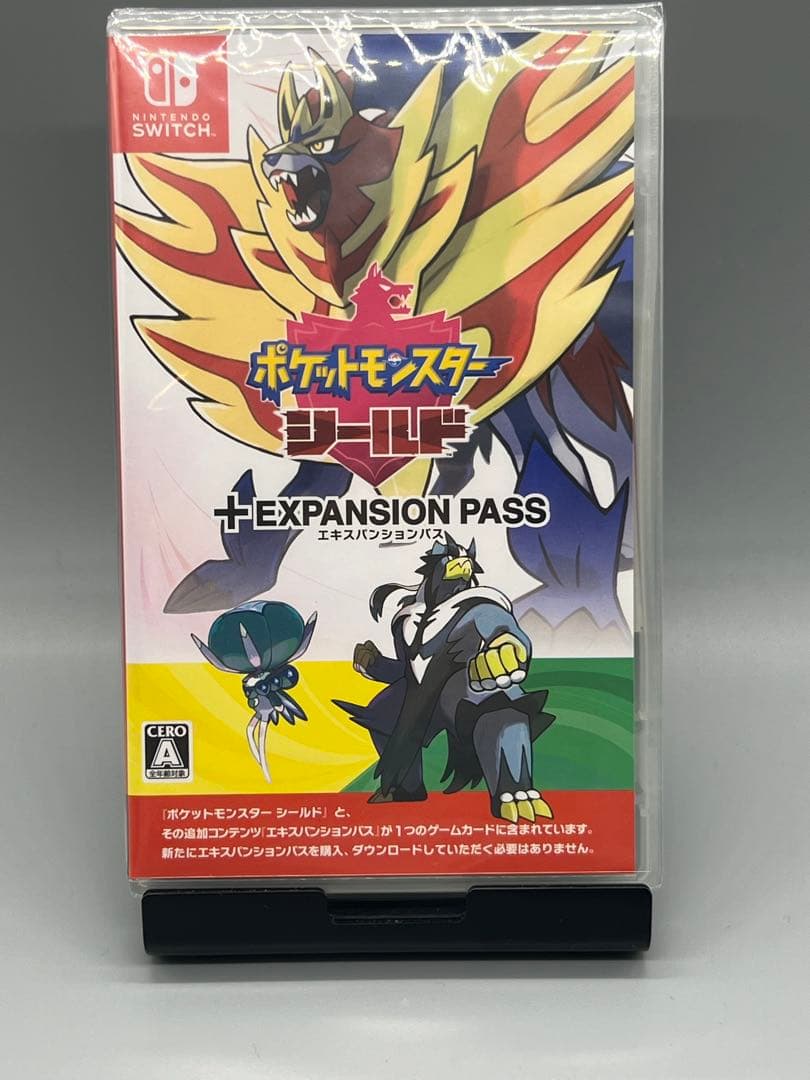 NINTENDO
SWITCH™
ポケットモンスター
シールド
+EXPANSION PASS
エキスパンションパス
CERO
A
全年齢対象
『ポケットモンスター シールド』と、
その追加コンテンツ『エキスパンションパス』が1つのゲームカードに含まれています。
新たにエキスパンションパスを購入、ダウンロードしていただく必要はありません。